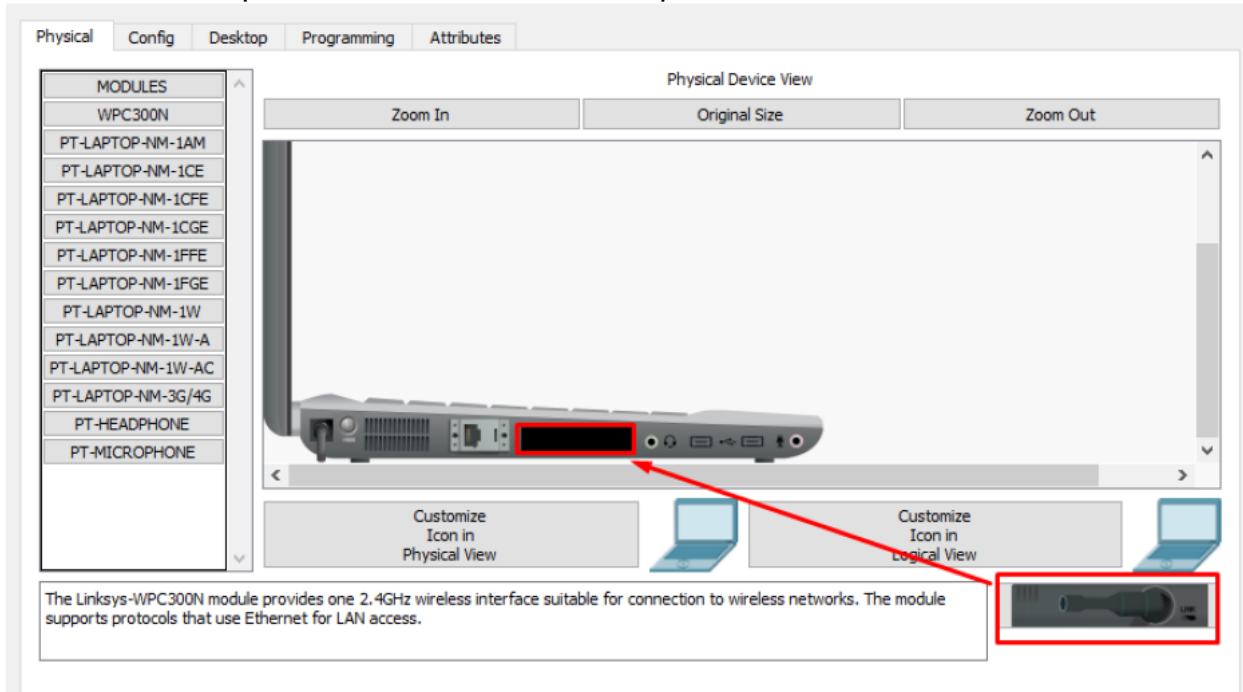 Physical Config Desktop Programming Attributes
MODULES
WPC300N
PT-LAPTOP-NM-1AM
PT-LAPTOP-NM-1CE
PT-LAPTOP-NM-1CFE
PT-LAPTOP-NM-1CGE
PT-LAPTOP-NM-1FFE
PT-LAPTOP-NM-1FGE
PT-LAPTOP-NM-1W
PT-LAPTOP-NM-1W-A
PT-LAPTOP-NM-1W-AC
PT-LAPTOP-NM-3G/4G
PT-HEADPHONE
PT-MICROPHONE
Physical Device View
Zoom In Original Size Zoom Out
Customize
Icon in
Physical View
Customize
Icon in
Logical View
The Linksys-WPC300N module provides one 2.4GHz wireless interface suitable for connection to wireless networks. The module
supports protocols that use Ethernet for LAN access.
LINK